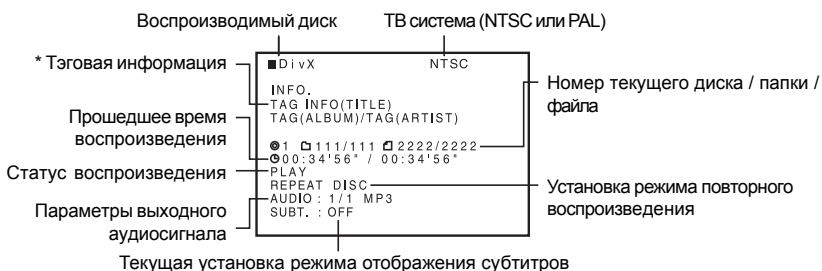 Воспроизводимый диск
ТВ система (NTSC или PAL)
* Тэговая информация
Прошедшее время
воспроизведения
Статус воспроизведения
Параметры выходного
аудиосигнала
■DivX NTSC
INFO.
TAG INFO(TITLE)
TAG(ALBUM)/TAG(ARTIST)
1 111/111 2222/2222
00:34'56" / 00:34'56"
PLAY
REPEAT DISC
AUDIO : 1/1 MP3
SUBT. : OFF
Номер текущего диска / папки /
файла
Установка режима повторного
воспроизведения
Текущая установка режима отображения субтитров